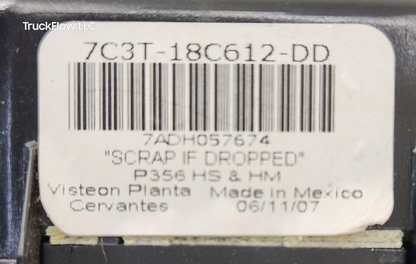 TruckFlow LLC
7C3T-18C612-DD
7ADH057674
"SCRAP IF DROPPED"
P356 HS & HM
Visteon Planta Made in Mexico
Cervantes 06/11/07